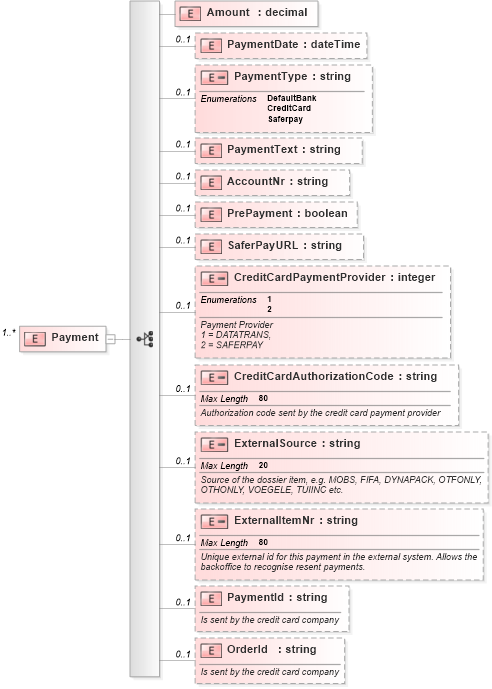 E Amount : decimal
0..1 E PaymentDate : dateTime
E PaymentType : string
0..1 Enumerations DefaultBank
CreditCard
Saferpay
0..1 E PaymentText : string
0..1 E AccountNr : string
0..1 E PrePayment : boolean
0..1 E SaferPayURL : string
E CreditCardPaymentProvider : integer
0..1 Enumerations 1
2
Payment Provider
1 = DATATRANS,
2 = SAFERPAY
1..* E Payment
E CreditCardAuthorizationCode : string
0..1 Max Length 80
Authorization code sent by the credit card payment provider
E ExternalSource : string
0..1 Max Length 20
Source of the dossier item, e.g. MOBS, FIFA, DYNAPACK, OTFONLY,
OTHONLY, VOEGELE, TUIINC etc.
E ExternalItemNr : string
0..1 Max Length 80
Unique external id for this payment in the external system. Allows the
backoffice to recognise resent payments.
0..1 E PaymentId : string
Is sent by the credit card company
0..1 E OrderId : string
Is sent by the credit card company